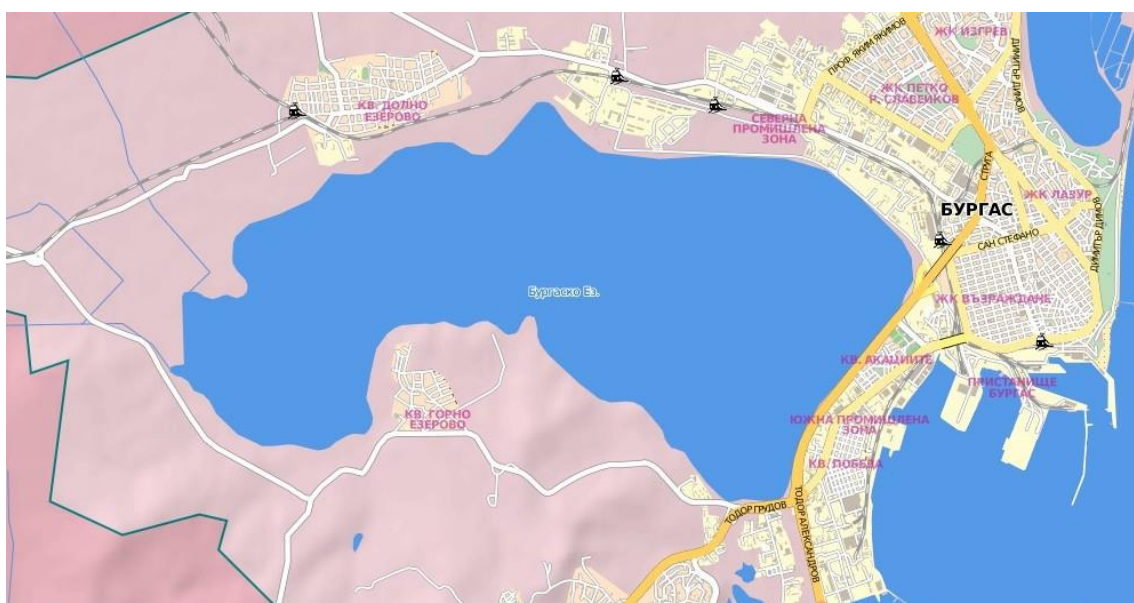 ЖК ИЗГРЕВ
ДИМИТЪР ДИМОВ
ПРОФ. ЯКИМ ЯКИМОВ
ЖК ПЕТКО
Р. СЛАВЕЙКОВ
КВ. ДОЛНО
ЕЗЕРОВО
СЕВЕРНА
ПРОМИШЛЕНА
ЗОНА
СТРИГА
ЖК ЛАЗУР
БУРГАС
САН СТЕФАНО
ДИМИТЪР ДИМОВ
Бургаско Ез.
ЖК ВЪЗРАЖДАНЕ
КВ. АКАЦИИТЕ
ПРИСТАНИЩЕ
БУРГАС
КВ. ГОРНО
ЕЗЕРОВО
ЮЖНА ПРОМИШЛЕНА
ЗОНА
КВ. ПОБЕДА
ТОДОР ГРУДОВ
ТОДОР АЛЕКСАНДРОВ